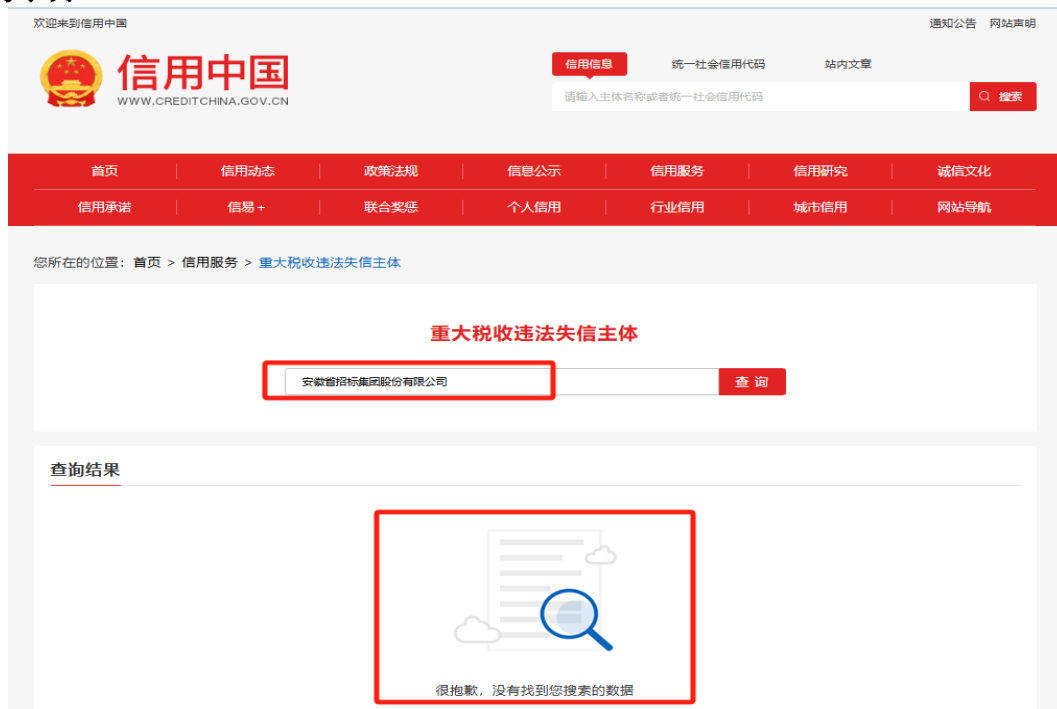 欢迎来到信用中国
通知公告 网站声明
信用中国
WWW.CREDITCHINA.GOV.CN
信用信息 统一社会信用代码 站内文章
请输入主体名称或者统一社会信用代码
搜索
首页 信用动态 政策法规 信息公示 信用服务 信用研究 诚信文化
信用承诺 信易+ 联合奖惩 个人信用 行业信用 城市信用 网站导航
您所在的位置：首页 > 信用服务 > 重大税收违法失信主体
重大税收违法失信主体
安徽省招标集团股份有限公司
查询
查询结果
很抱歉，没有找到您搜索的数据